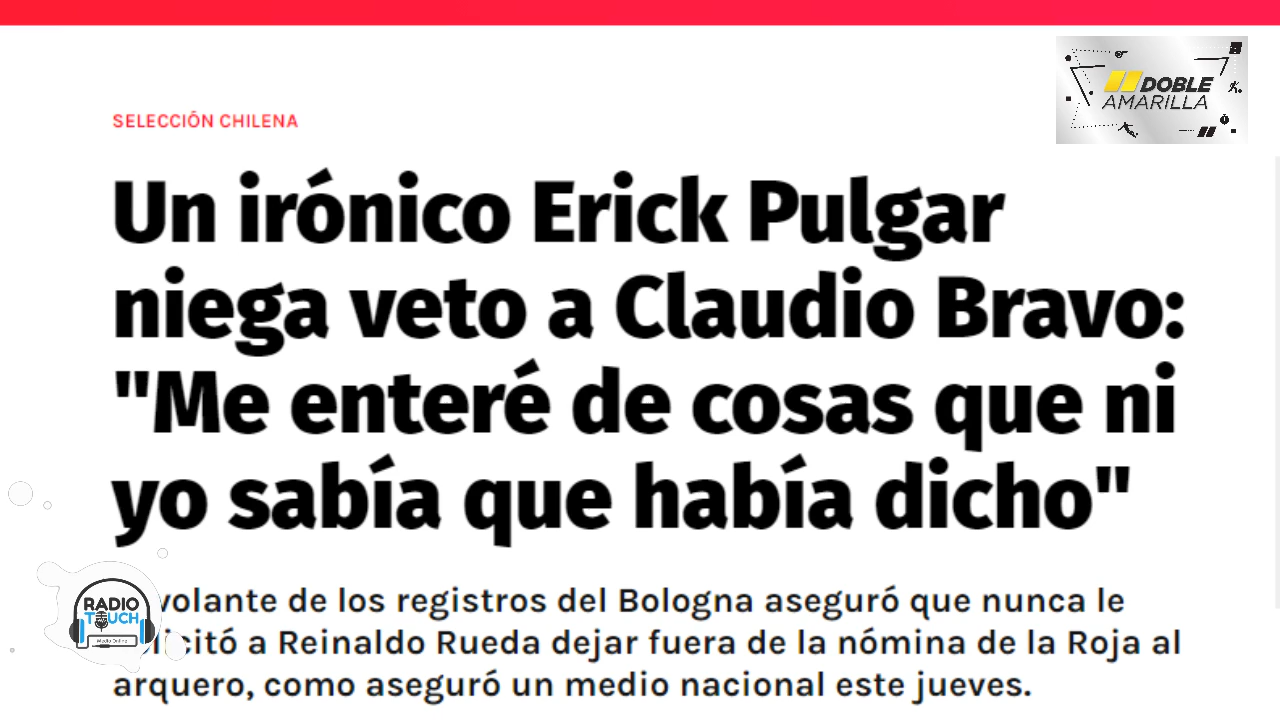 DOBLE
AMARILLA
SELECCIÓN CHILENA
Un irónico Erick Pulgar
niega veto a Claudio Bravo:
"Me enteré de cosas que ni
yo sabía que había dicho"
volante de los registros del Bologna aseguró que nunca le
citó a Reinaldo Rueda dejar fuera de la nómina de la Roja al
arquero, como aseguró un medio nacional este jueves.
RADIO
TOUCH
Medio Online